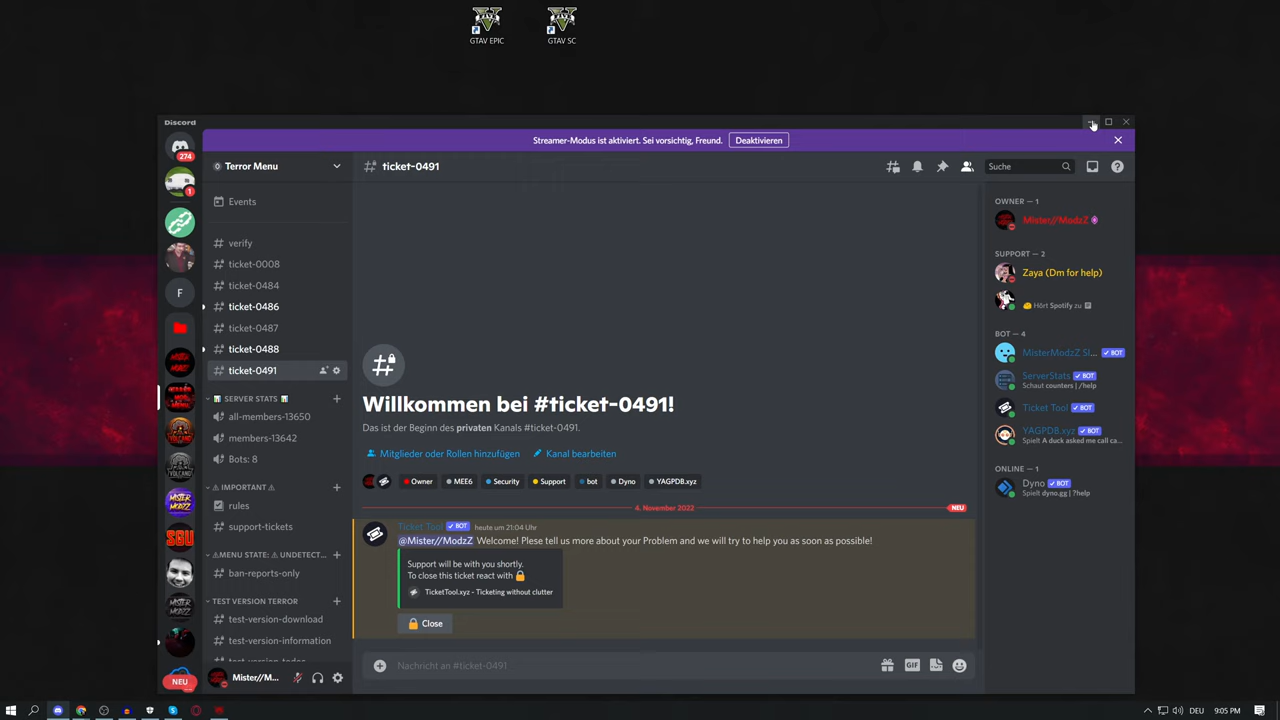 GTAV EPIC
GTAV SC
Discord
Streamer-Modus ist aktiviert. Sei vorsichtig, Freund.
Deaktivieren
Terror Menu
ticket-0491
Suche
Events
verify
ticket-0008
ticket-0484
ticket-0486
ticket-0487
ticket-0488
ticket-0491
SERVER STATS
all-members-13650
members-13642
Bots: 8
IMPORTANT
rules
support-tickets
MENU STATE: UNDETECT...
ban-reports-only
TEST VERSION TERROR
test-version-download
test-version-information
test-version-todos
274
1
F
SGU
NEU
Mister//M...
Willkommen bei #ticket-0491!
Das ist der Beginn des privaten Kanals #ticket-0491.
Mitglieder oder Rollen hinzufügen
Kanal bearbeiten
Owner
MEE6
Security
Support
bot
Dyno
YAGPDB.xyz
4. November 2022
NEU
Ticket Tool BOT heute um 21:04 Uhr
@Mister//ModzZ Welcome! Plese tell us more about your Problem and we will try to help you as soon as possible!
Support will be with you shortly.
To close this ticket react with 🔒
TicketTool.xyz - Ticketing without clutter
Close
Nachricht an #ticket-0491
GIF
OWNER — 1
Mister//ModzZ
SUPPORT — 2
Zaya (Dm for help)
Hört Spotify zu
BOT — 4
MisterModzZ Sl... BOT
ServerStats BOT
Schaut counters | /help
Ticket Tool BOT
YAGPDB.xyz BOT
Spielt A duck asked me call ca...
ONLINE — 1
Dyno BOT
Spielt dyno.gg | ?help
DEU
9:05 PM